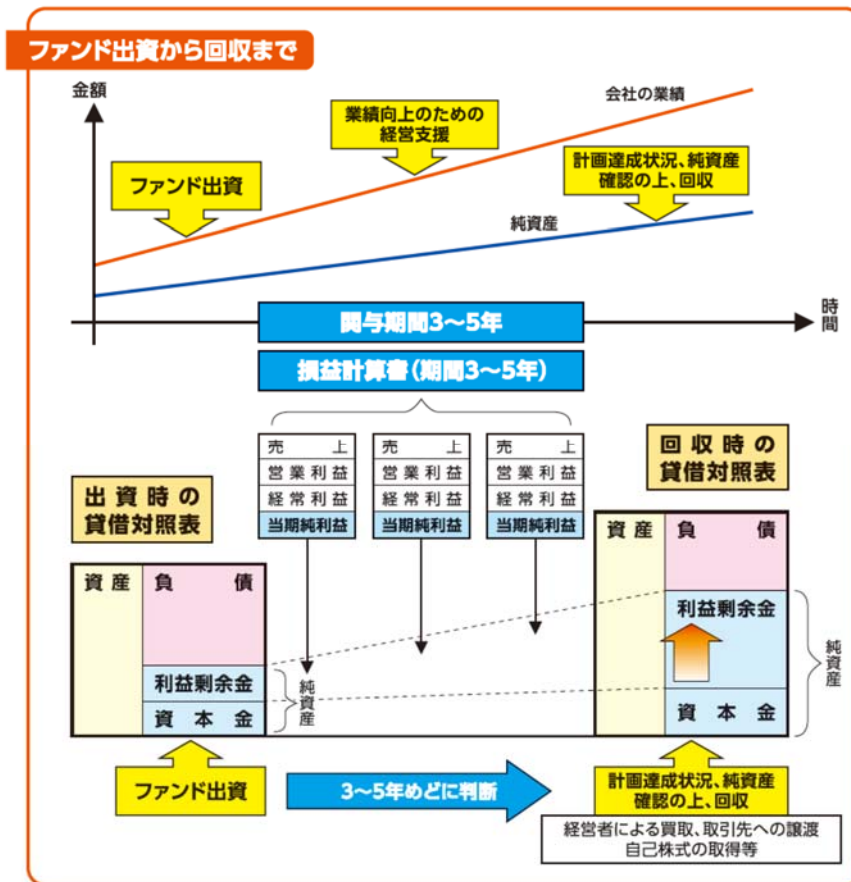 ファンド出資から回収まで
金額
会社の業績
業績向上のための
経営支援
計画達成状況、純資産
確認の上、回収
ファンド出資
純資産
時間
関与期間3〜5年
損益計算書(期間3〜5年)
売上
営業利益
経常利益
当期純利益
売上
営業利益
経常利益
当期純利益
売上
営業利益
経常利益
当期純利益
出資時の
貸借対照表
回収時の
貸借対照表
資産
負債
利益剰余金
資本金
純資産
資産
負債
利益剰余金
資本金
純資産
ファンド出資
3〜5年めどに判断
計画達成状況、純資産
確認の上、回収
経営者による買取、取引先への譲渡
自己株式の取得等